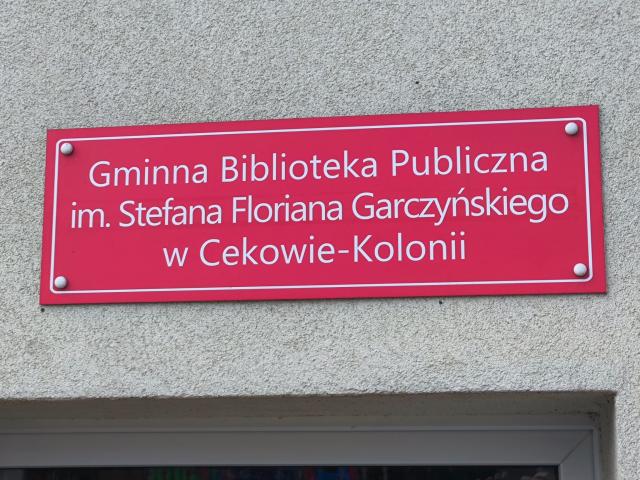 Gminna Biblioteka Publiczna
im. Stefana Floriana Garczyńskiego
w Cekowie-Kolonii